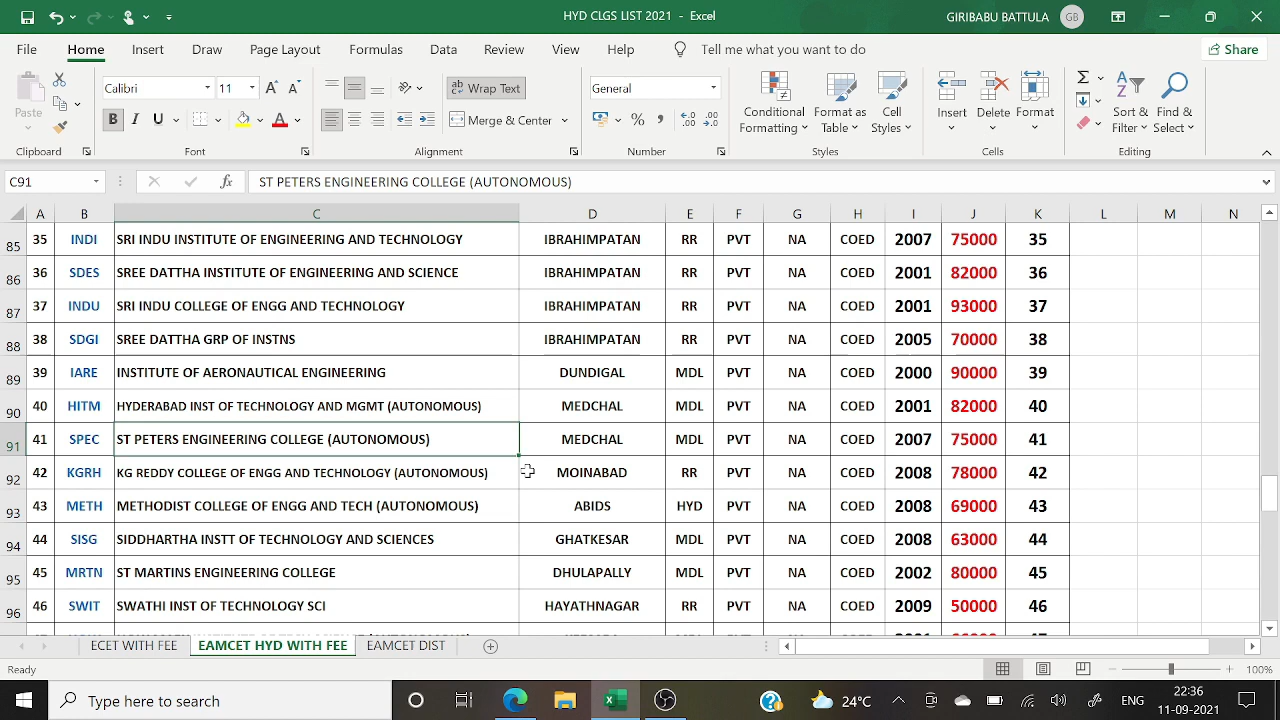 HYD CLGS LIST 2021 - Excel
GIRIBABU BATTULA GB
File Home Insert Draw Page Layout Formulas Data Review View Help Tell me what you want to do Share
Paste
Calibri 11
Wrap Text
General
Merge & Center
Conditional Formatting
Format as Table
Cell Styles
Insert Delete Format
Sort & Filter
Find & Select
Clipboard Font Alignment Number Styles Cells Editing
C91 fx ST PETERS ENGINEERING COLLEGE (AUTONOMOUS)
A B C D E F G H I J K L M N
85 35 INDI SRI INDU INSTITUTE OF ENGINEERING AND TECHNOLOGY IBRAHIMPATAN RR PVT NA COED 2007 75000 35
86 36 SDES SREE DATTHA INSTITUTE OF ENGINEERING AND SCIENCE IBRAHIMPATAN RR PVT NA COED 2001 82000 36
87 37 INDU SRI INDU COLLEGE OF ENGG AND TECHNOLOGY IBRAHIMPATAN RR PVT NA COED 2001 93000 37
88 38 SDGI SREE DATTHA GRP OF INSTNS IBRAHIMPATAN RR PVT NA COED 2005 70000 38
89 39 IARE INSTITUTE OF AERONAUTICAL ENGINEERING DUNDIGAL MDL PVT NA COED 2000 90000 39
90 40 HITM HYDERABAD INST OF TECHNOLOGY AND MGMT (AUTONOMOUS) MEDCHAL MDL PVT NA COED 2001 82000 40
91 41 SPEC ST PETERS ENGINEERING COLLEGE (AUTONOMOUS) MEDCHAL MDL PVT NA COED 2007 75000 41
92 42 KGRH KG REDDY COLLEGE OF ENGG AND TECHNOLOGY (AUTONOMOUS) MOINABAD RR PVT NA COED 2008 78000 42
93 43 METH METHODIST COLLEGE OF ENGG AND TECH (AUTONOMOUS) ABIDS HYD PVT NA COED 2008 69000 43
94 44 SISG SIDDHARTHA INSTT OF TECHNOLOGY AND SCIENCES GHATKESAR MDL PVT NA COED 2008 63000 44
95 45 MRTN ST MARTINS ENGINEERING COLLEGE DHULAPALLY MDL PVT NA COED 2002 80000 45
96 46 SWIT SWATHI INST OF TECHNOLOGY SCI HAYATHNAGAR RR PVT NA COED 2009 50000 46
ECET WITH FEE EAMCET HYD WITH FEE EAMCET DIST
Ready 100%
Type here to search 24°C ENG 22:36
11-09-2021